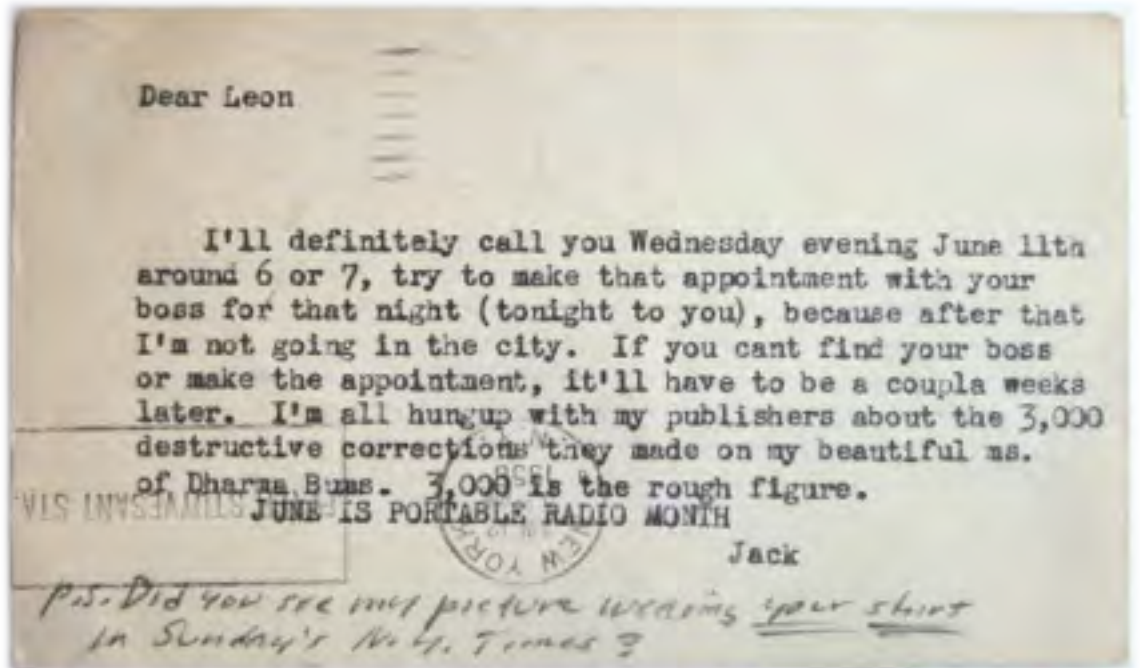 Dear Leon
I'll definitely call you Wednesday evening June 11th
around 6 or 7, try to make that appointment with your
boss for that night (tonight to you), because after that
I'm not going in the city.  If you cant find your boss
or make the appointment, it'll have to be a coupla weeks
later.  I'm all hungup with my publishers about the 3,000
destructive corrections they made on my beautiful ms.
of Dharma Bums.  3,000 is the rough figure.
STUYVESANT STA.
JUNE IS PORTABLE RADIO MONTH
NEW YORK
1958
Jack
P.S. Did you see my picture wearing your shirt
in Sunday's N.Y. Times?